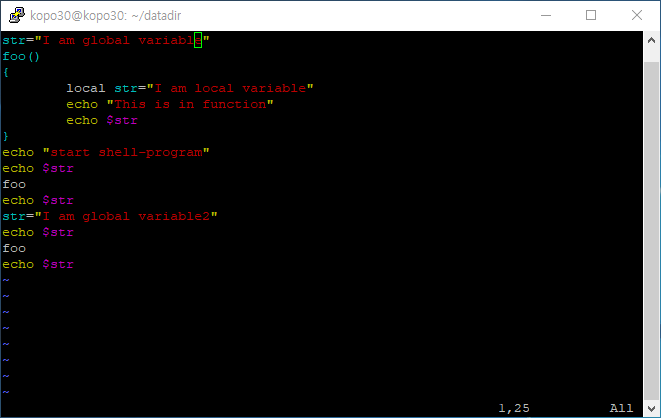 kopo30@kopo30: ~/datadir
str="I am global variable"
foo()
{
        local str="I am local variable"
        echo "This is in function"
        echo $str
}
echo "start shell-program"
echo $str
foo
echo $str
str="I am global variable2"
echo $str
foo
echo $str
~
~
~
~
~
~
~
~
1,25          All